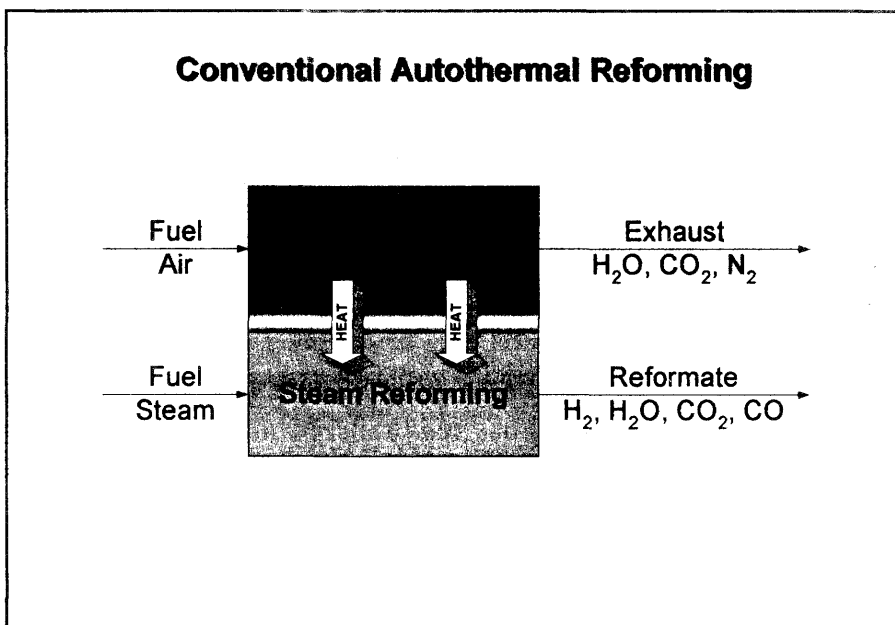 Conventional Autothermal Reforming
Fuel
Air
Exhaust
H₂O, CO₂, N₂
HEAT
HEAT
Fuel
Steam
Steam Reforming
Reformate
H₂, H₂O, CO₂, CO